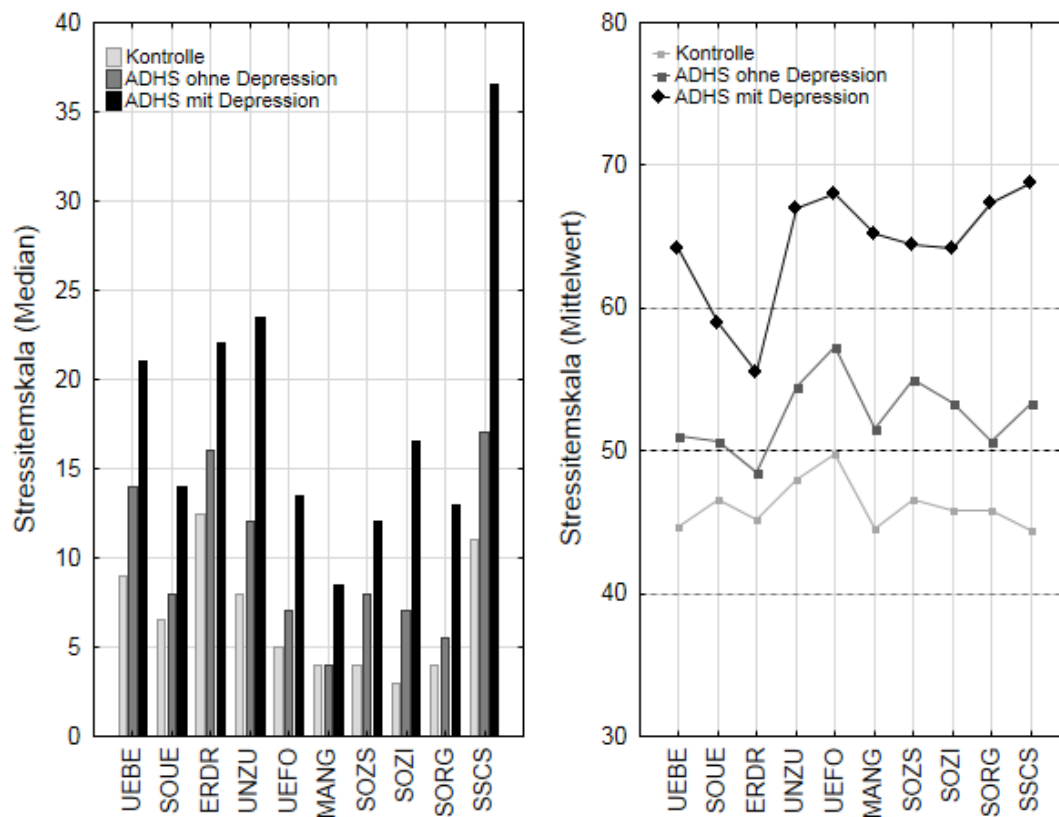 Stressitemskala (Median)
40
35
30
25
20
15
10
5
0
Kontrolle
ADHS ohne Depression
ADHS mit Depression
UEBE
SOUE
ERDR
UNZU
UEFO
MANG
SOZS
SOZI
SORG
SSCS
Stressitemskala (Mittelwert)
80
70
60
50
40
30
Kontrolle
ADHS ohne Depression
ADHS mit Depression
UEBE
SOUE
ERDR
UNZU
UEFO
MANG
SOZS
SOZI
SORG
SSCS